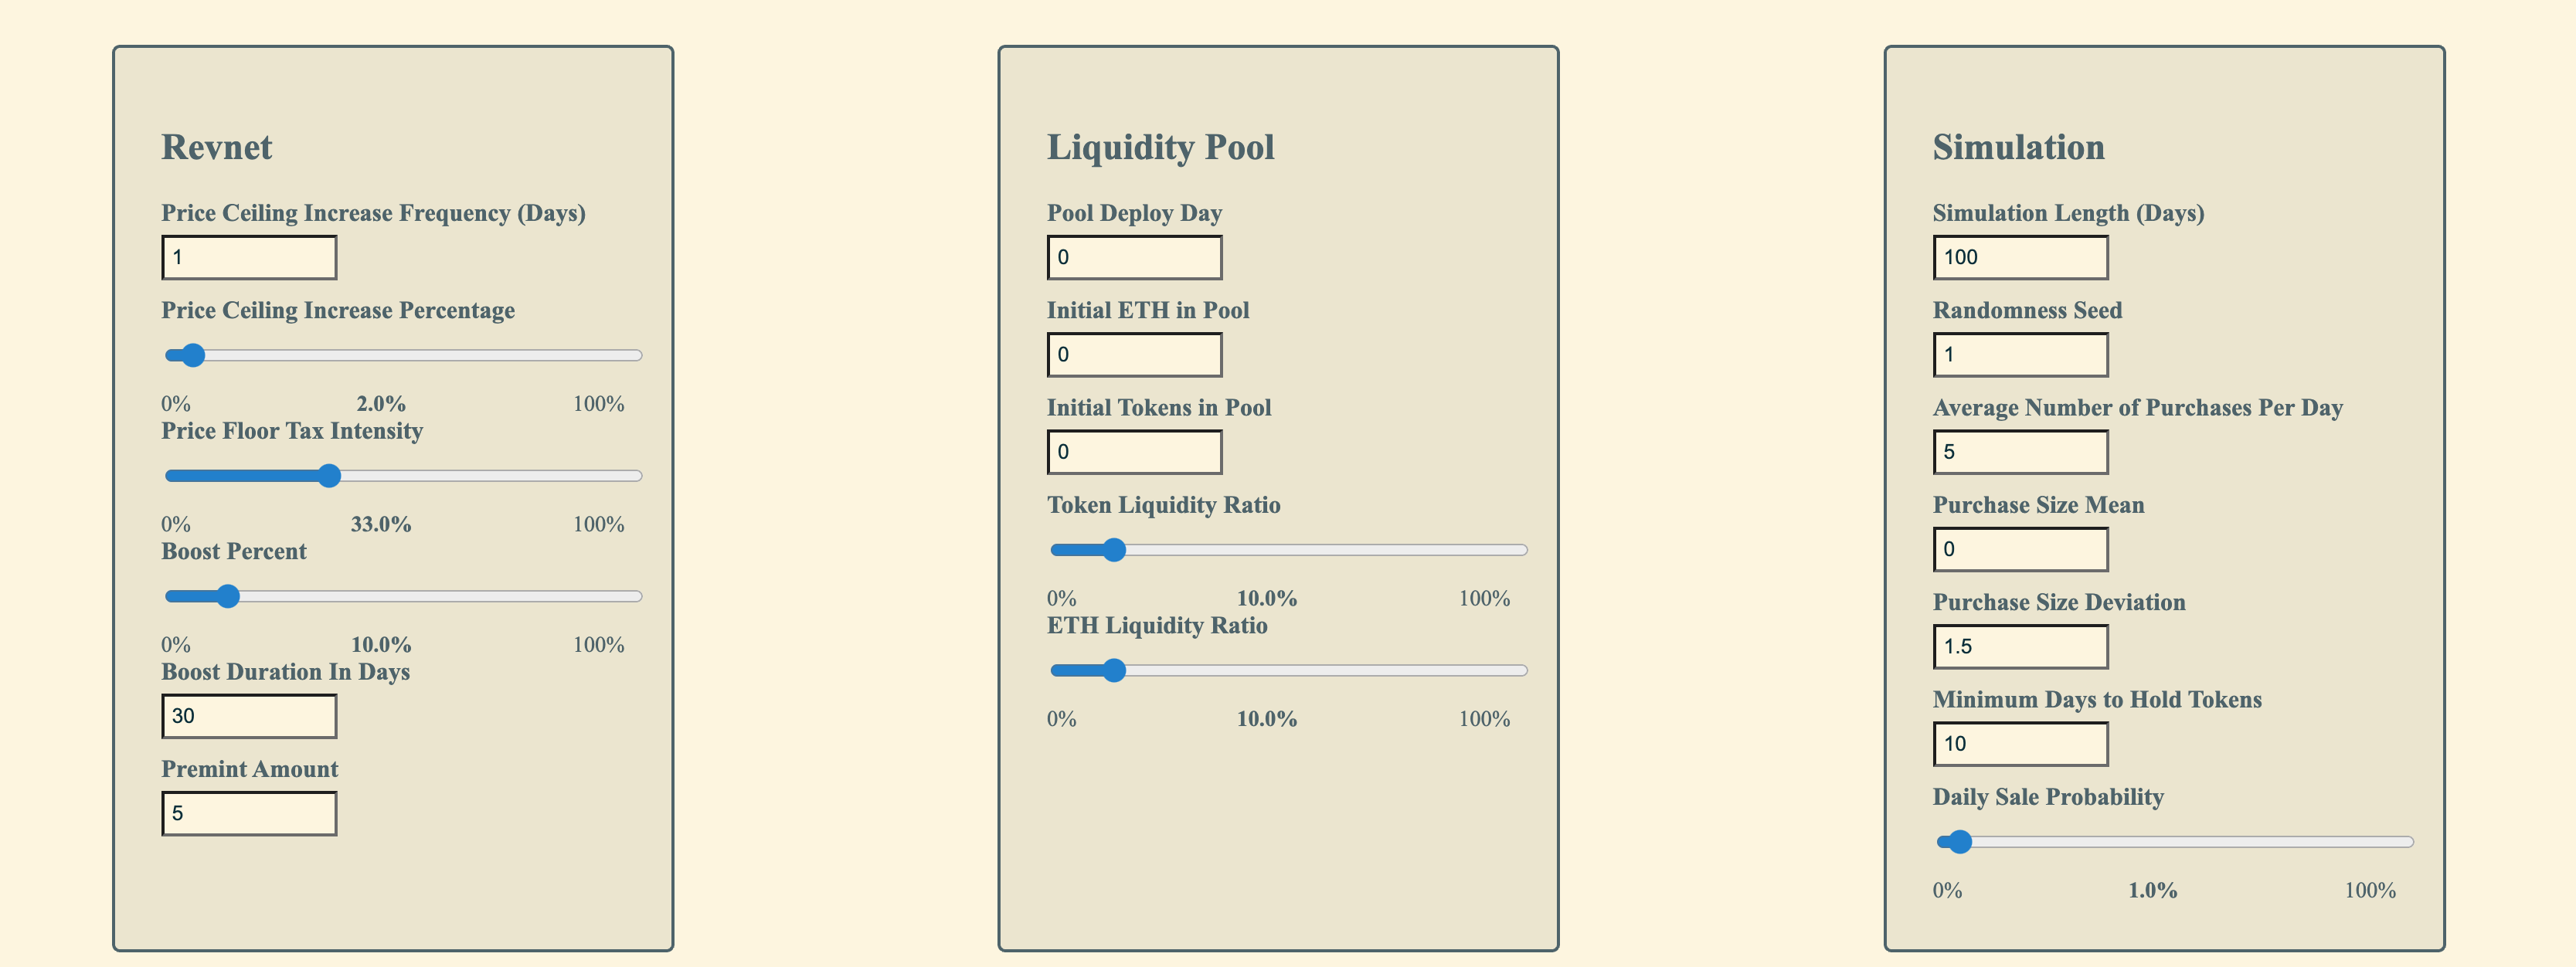 Revnet
Price Ceiling Increase Frequency (Days)
1
Price Ceiling Increase Percentage
0% 2.0% 100%
Price Floor Tax Intensity
0% 33.0% 100%
Boost Percent
0% 10.0% 100%
Boost Duration In Days
30
Premint Amount
5
Liquidity Pool
Pool Deploy Day
0
Initial ETH in Pool
0
Initial Tokens in Pool
0
Token Liquidity Ratio
0% 10.0% 100%
ETH Liquidity Ratio
0% 10.0% 100%
Simulation
Simulation Length (Days)
100
Randomness Seed
1
Average Number of Purchases Per Day
5
Purchase Size Mean
0
Purchase Size Deviation
1.5
Minimum Days to Hold Tokens
10
Daily Sale Probability
0% 1.0% 100%